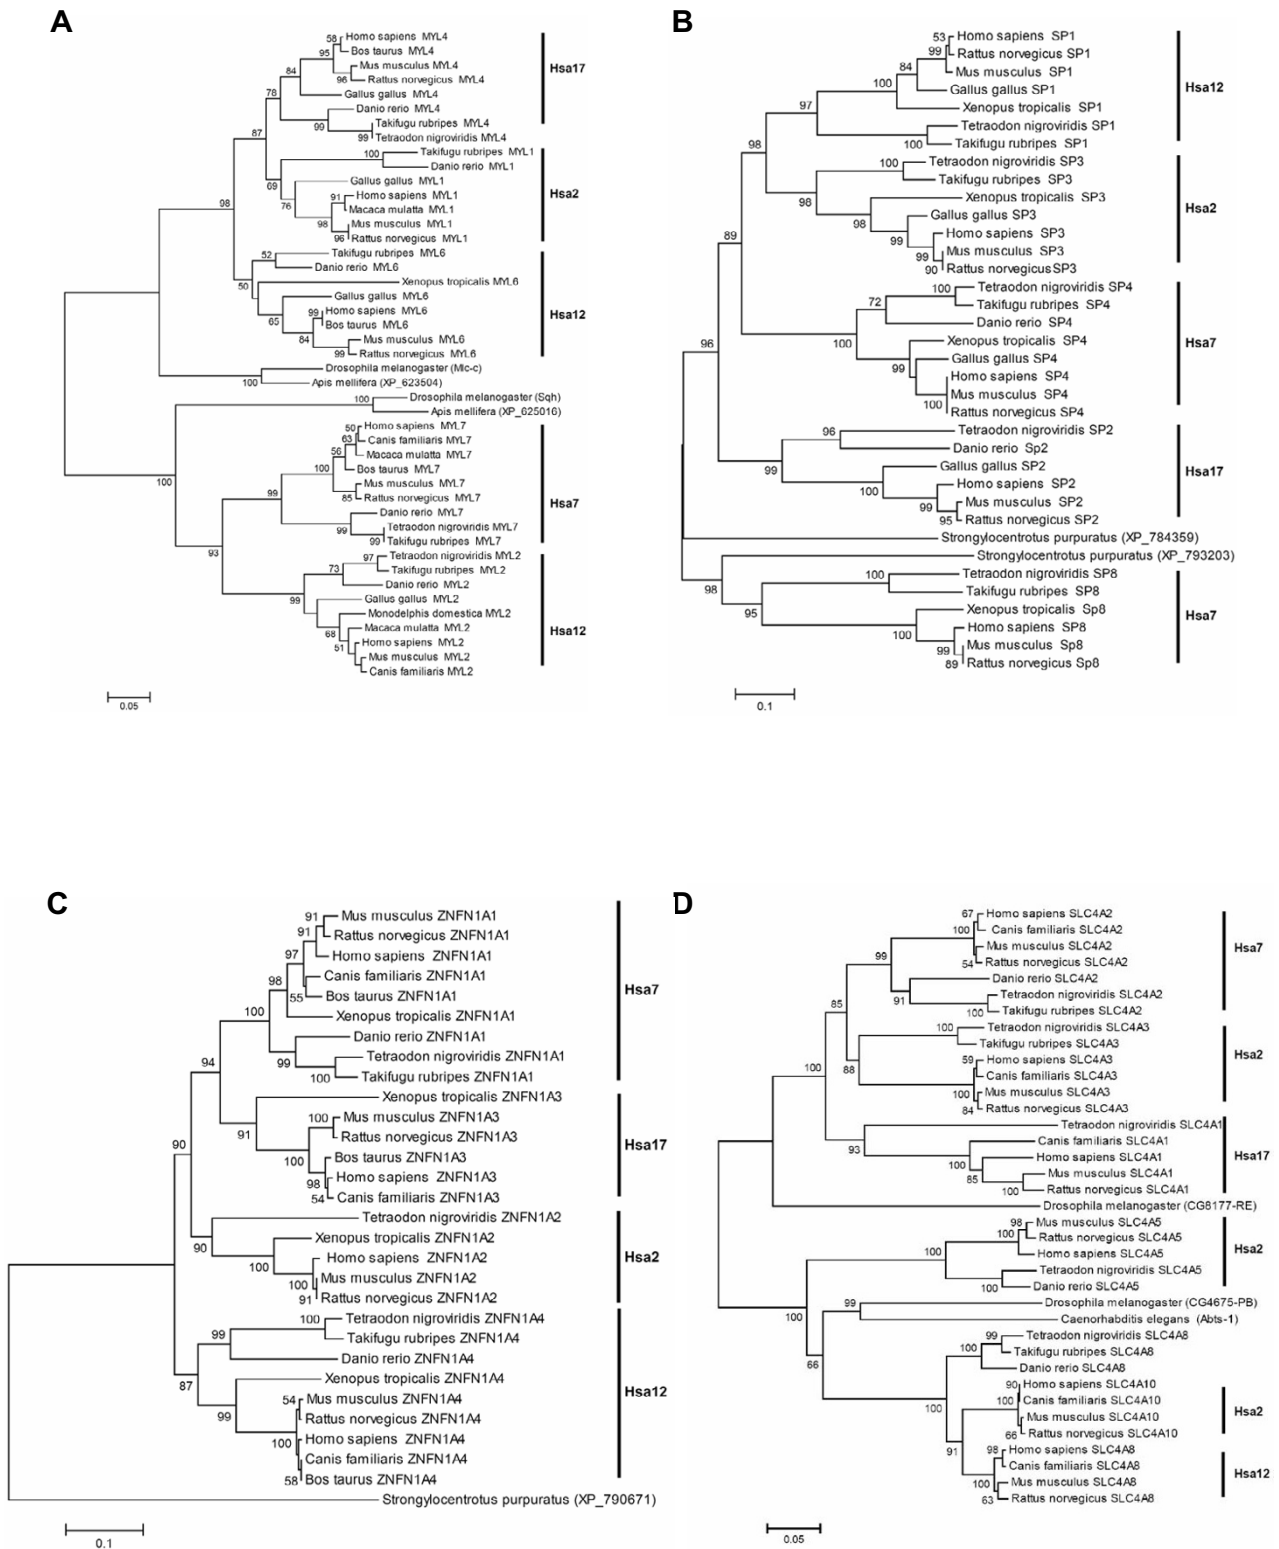 A
58
Homo sapiens MYL4
95
Bos taurus MYL4
84
Mus musculus MYL4
96
Rattus norvegicus MYL4
Hsa17
78
Gallus gallus MYL4
Danio rerio MYL4
99
Takifugu rubripes MYL4
99
Tetraodon nigroviridis MYL4
87
100
Takifugu rubripes MYL1
Danio rerio MYL1
69
Gallus gallus MYL1
76
91
Homo sapiens MYL1
Hsa2
Macaca mulatta MYL1
98
Mus musculus MYL1
96
Rattus norvegicus MYL1
98
52
Takifugu rubripes MYL6
Danio rerio MYL6
50
Xenopus tropicalis MYL6
Gallus gallus MYL6
65
99
Homo sapiens MYL6
Hsa12
Bos taurus MYL6
84
Mus musculus MYL6
99
Rattus norvegicus MYL6
Drosophila melanogaster (Mlc-c)
100
Apis mellifera (XP_623504)
100
Drosophila melanogaster (Sqh)
Apis mellifera (XP_625016)
100
50
Homo sapiens MYL7
63
Canis familiaris MYL7
56
Macaca mulatta MYL7
100
Bos taurus MYL7
Mus musculus MYL7
85
Rattus norvegicus MYL7
Hsa7
99
Danio rerio MYL7
99
Tetraodon nigroviridis MYL7
99
Takifugu rubripes MYL7
93
97
Tetraodon nigroviridis MYL2
73
Takifugu rubripes MYL2
Danio rerio MYL2
99
Gallus gallus MYL2
Monodelphis domestica MYL2
68
Macaca mulatta MYL2
Hsa12
51
Homo sapiens MYL2
Mus musculus MYL2
Canis familiaris MYL2
0.05
B
53
Homo sapiens SP1
99
Rattus norvegicus SP1
84
Mus musculus SP1
100
Gallus gallus SP1
Hsa12
97
Xenopus tropicalis SP1
Tetraodon nigroviridis SP1
100
Takifugu rubripes SP1
98
100
Tetraodon nigroviridis SP3
Takifugu rubripes SP3
98
Xenopus tropicalis SP3
98
Gallus gallus SP3
Hsa2
99
Homo sapiens SP3
99
Mus musculus SP3
90
Rattus norvegicus SP3
89
100
Tetraodon nigroviridis SP4
72
Takifugu rubripes SP4
Danio rerio SP4
100
Xenopus tropicalis SP4
Hsa7
99
Gallus gallus SP4
Homo sapiens SP4
Mus musculus SP4
100
Rattus norvegicus SP4
96
96
Tetraodon nigroviridis SP2
Danio rerio Sp2
99
Gallus gallus SP2
Hsa17
100
Homo sapiens SP2
99
Mus musculus SP2
95
Rattus norvegicus SP2
Strongylocentrotus purpuratus (XP_784359)
Strongylocentrotus purpuratus (XP_793203)
98
100
Tetraodon nigroviridis SP8
Takifugu rubripes SP8
95
Xenopus tropicalis Sp8
Hsa7
100
Homo sapiens SP8
99
Mus musculus Sp8
89
Rattus norvegicus Sp8
0.1
C
91
Mus musculus ZNFN1A1
91
Rattus norvegicus ZNFN1A1
97
Homo sapiens ZNFN1A1
98
Canis familiaris ZNFN1A1
55
Bos taurus ZNFN1A1
Hsa7
100
Xenopus tropicalis ZNFN1A1
Danio rerio ZNFN1A1
99
Tetraodon nigroviridis ZNFN1A1
100
Takifugu rubripes ZNFN1A1
94
Xenopus tropicalis ZNFN1A3
91
100
Mus musculus ZNFN1A3
Rattus norvegicus ZNFN1A3
Hsa17
100
Bos taurus ZNFN1A3
98
Homo sapiens ZNFN1A3
54
Canis familiaris ZNFN1A3
90
Tetraodon nigroviridis ZNFN1A2
90
Xenopus tropicalis ZNFN1A2
100
Homo sapiens ZNFN1A2
Hsa2
100
Mus musculus ZNFN1A2
91
Rattus norvegicus ZNFN1A2
100
Tetraodon nigroviridis ZNFN1A4
99
Takifugu rubripes ZNFN1A4
Danio rerio ZNFN1A4
87
Xenopus tropicalis ZNFN1A4
Hsa12
99
54
Mus musculus ZNFN1A4
Rattus norvegicus ZNFN1A4
100
Homo sapiens ZNFN1A4
Canis familiaris ZNFN1A4
58
Bos taurus ZNFN1A4
Strongylocentrotus purpuratus (XP_790671)
0.1
D
67
Homo sapiens SLC4A2
100
Canis familiaris SLC4A2
Mus musculus SLC4A2
54
Rattus norvegicus SLC4A2
Hsa7
99
Danio rerio SLC4A2
91
Tetraodon nigroviridis SLC4A2
100
Takifugu rubripes SLC4A2
85
100
Tetraodon nigroviridis SLC4A3
Takifugu rubripes SLC4A3
88
59
Homo sapiens SLC4A3
Hsa2
Canis familiaris SLC4A3
100
Mus musculus SLC4A3
84
Rattus norvegicus SLC4A3
100
Tetraodon nigroviridis SLC4A1
93
Canis familiaris SLC4A1
100
Homo sapiens SLC4A1
Hsa17
85
Mus musculus SLC4A1
100
Rattus norvegicus SLC4A1
Drosophila melanogaster (CG8177-RE)
98
Mus musculus SLC4A5
100
Rattus norvegicus SLC4A5
100
Homo sapiens SLC4A5
Hsa2
Tetraodon nigroviridis SLC4A5
100
Danio rerio SLC4A5
100
99
Drosophila melanogaster (CG4675-PB)
Caenorhabditis elegans (Abts-1)
66
99
Tetraodon nigroviridis SLC4A8
100
Takifugu rubripes SLC4A8
Danio rerio SLC4A8
100
90
Homo sapiens SLC4A10
100
Canis familiaris SLC4A10
Hsa2
Mus musculus SLC4A10
66
Rattus norvegicus SLC4A10
91
98
Homo sapiens SLC4A8
Canis familiaris SLC4A8
Hsa12
100
Mus musculus SLC4A8
63
Rattus norvegicus SLC4A8
0.05